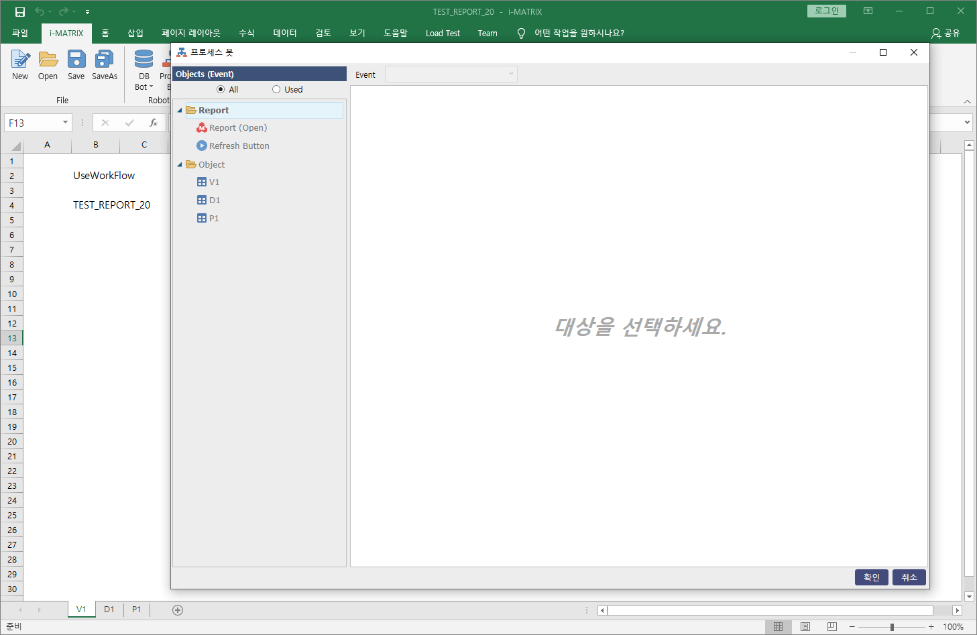 TEST_REPORT_20 - i-MATRIX
로그인
파일 i-MATRIX 홈 삽입 페이지 레이아웃 수식 데이터 검토 보기 도움말 Load Test Team 어떤 작업을 원하시나요? 공유
New Open Save SaveAs DB Bot
File Robot
프로세스 봇
Objects (Event)
All Used
Event
Report
Report (Open)
Refresh Button
Object
V1
D1
P1
대상을 선택하세요.
확인 취소
F13 fx
A B C
1
2 UseWorkFlow
3
4 TEST_REPORT_20
5
6
7
8
9
10
11
12
13
14
15
16
17
18
19
20
21
22
23
24
25
26
27
28
29
30
V1 D1 P1
준비 100%